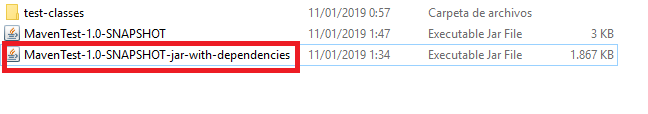 test-classes 11/01/2019 0:57 Carpeta de archivos
MavenTest-1.0-SNAPSHOT 11/01/2019 1:47 Executable Jar File 3 KB
MavenTest-1.0-SNAPSHOT-jar-with-dependencies 11/01/2019 1:34 Executable Jar File 1.867 KB